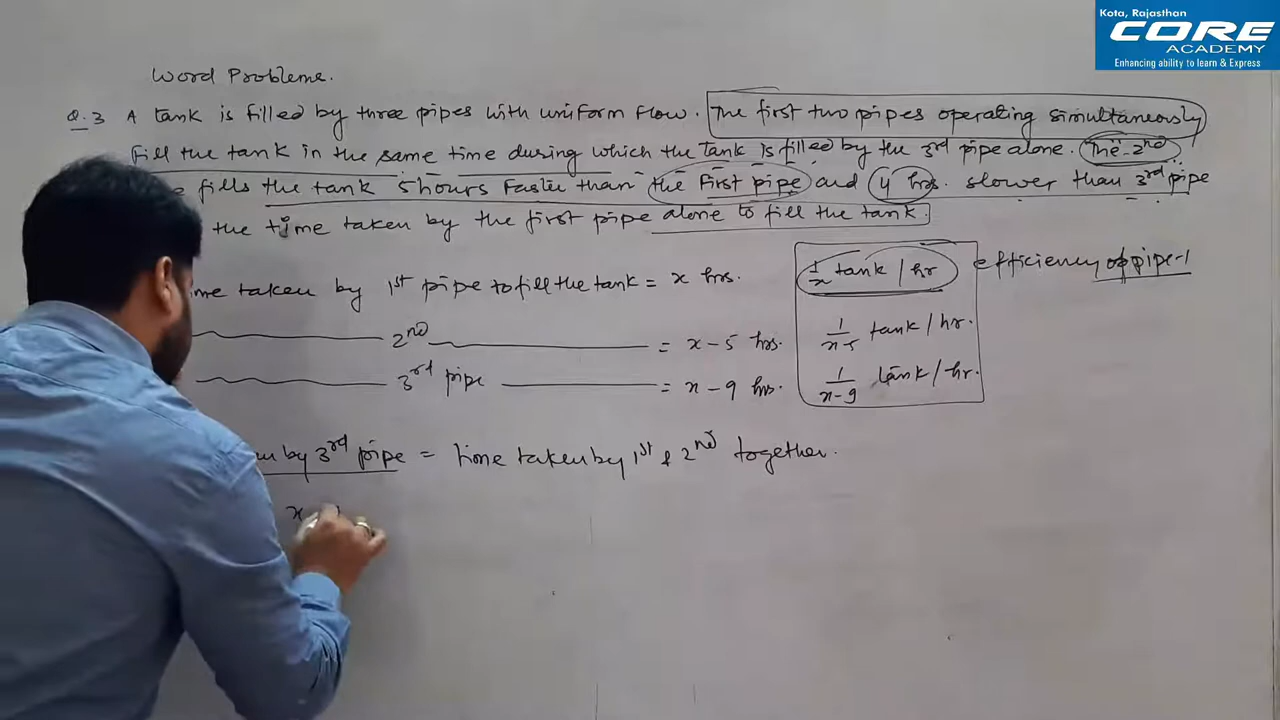 Kota, Rajasthan
CORE
ACADEMY
Enhancing ability to learn & Express
Word Probleme.
Q.3 A tank is filled by three pipes with uniform flow. The first two pipes operating simultaneously
fill the tank in the same time during which the tank is filled by the 3rd pipe alone. The 2nd
fills the tank 5 hours faster than the first pipe and 4 hrs. slower than 3rd pipe
the time taken by the first pipe alone to fill the tank.
taken by 1st pipe to fill the tank = x hrs. 1/x tank / hr efficiency of pipe-1
2nd = x-5 hrs. 1/x-5 tank / hr.
3rd pipe = x-9 hrs. 1/x-9 tank / hr.
by 3rd pipe = time taken by 1st & 2nd together.
x